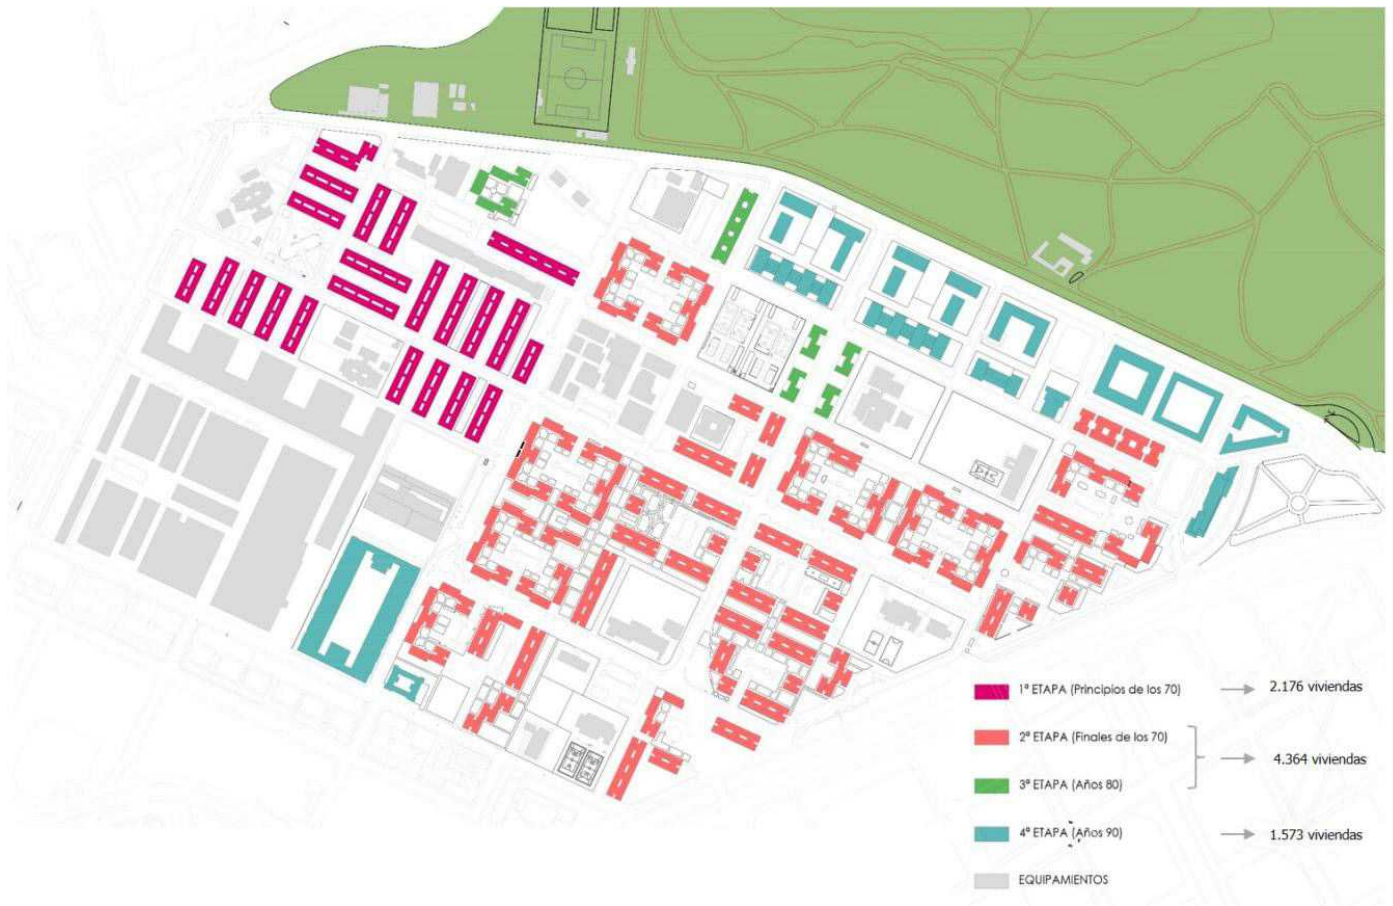 1ª ETAPA (Principios de los 70) 2.176 viviendas
2ª ETAPA (Finales de los 70)
4.364 viviendas
3ª ETAPA (Años 80)
4ª ETAPA (Años 90) 1.573 viviendas
EQUIPAMIENTOS